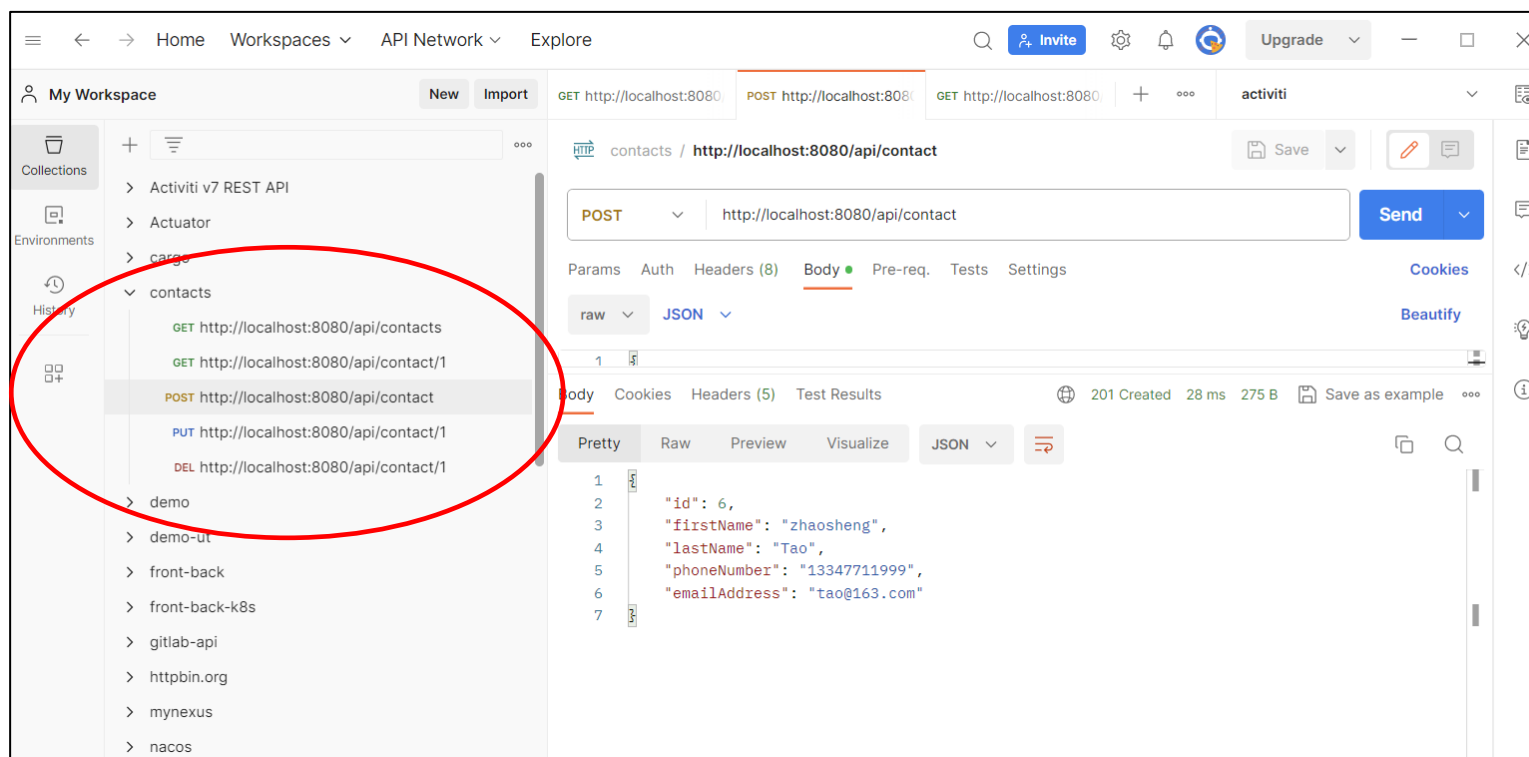 Home Workspaces API Network Explore Invite Upgrade
My Workspace New Import GET http://localhost:8080 POST http://localhost:808 GET http://localhost:8080/ activiti
Collections
Environments
History
Activiti v7 REST API
Actuator
cargo
contacts
GET http://localhost:8080/api/contacts
GET http://localhost:8080/api/contact/1
POST http://localhost:8080/api/contact
PUT http://localhost:8080/api/contact/1
DEL http://localhost:8080/api/contact/1
demo
demo-ut
front-back
front-back-k8s
gitlab-api
httpbin.org
mynexus
nacos
HTTP contacts / http://localhost:8080/api/contact Save
POST http://localhost:8080/api/contact Send
Params Auth Headers (8) Body Pre-req. Tests Settings Cookies
raw JSON Beautify
1 {
Body Cookies Headers (5) Test Results 201 Created 28 ms 275 B Save as example
Pretty Raw Preview Visualize JSON
1 {
2 "id": 6,
3 "firstName": "zhaosheng",
4 "lastName": "Tao",
5 "phoneNumber": "13347711999",
6 "emailAddress": "tao@163.com"
7 }